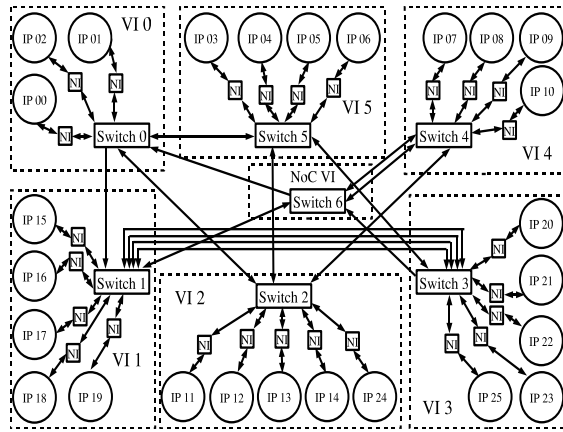 IP 02 IP 01 VI 0 IP 03 IP 04 IP 05 IP 06 IP 07 IP 08 IP 09
NI NI NI NI NI NI NI NI NI
IP 00 NI VI 5 NI IP 10
Switch 0 Switch 5 Switch 4 VI 4
NoC VI
Switch 6
IP 15 NI IP 20
NI
IP 16 NI Switch 1 Switch 3 NI IP 21
VI 2 Switch 2
IP 17 NI NI NI IP 22
NI VI 1 NI NI NI NI NI NI
IP 18 IP 19 IP 11 IP 12 IP 13 IP 14 IP 24 VI 3 IP 25 IP 23